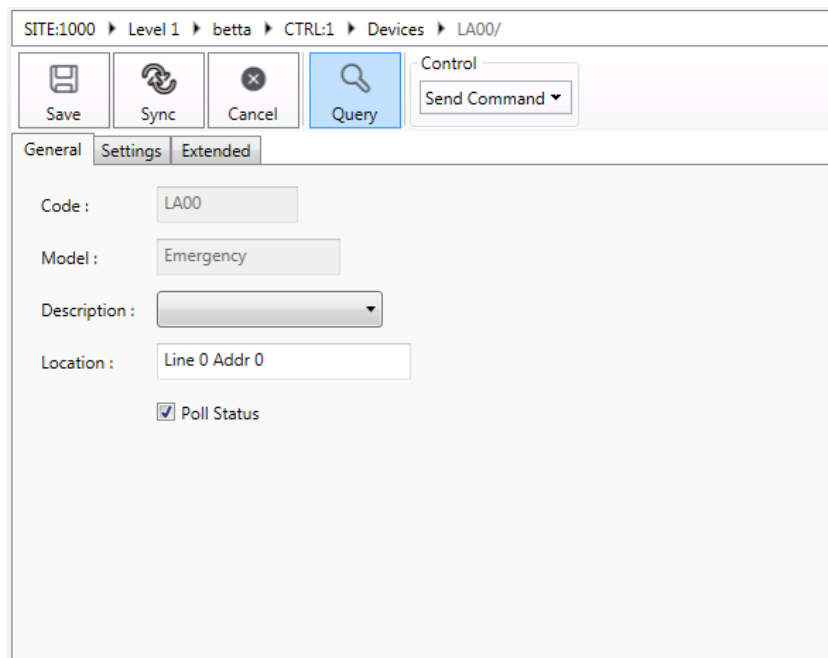 SITE:1000 Level 1 betta CTRL:1 Devices LA00/
Control
Save Sync Cancel Query Send Command
General Settings Extended
Code : LA00
Model : Emergency
Description :
Location : Line 0 Addr 0
Poll Status